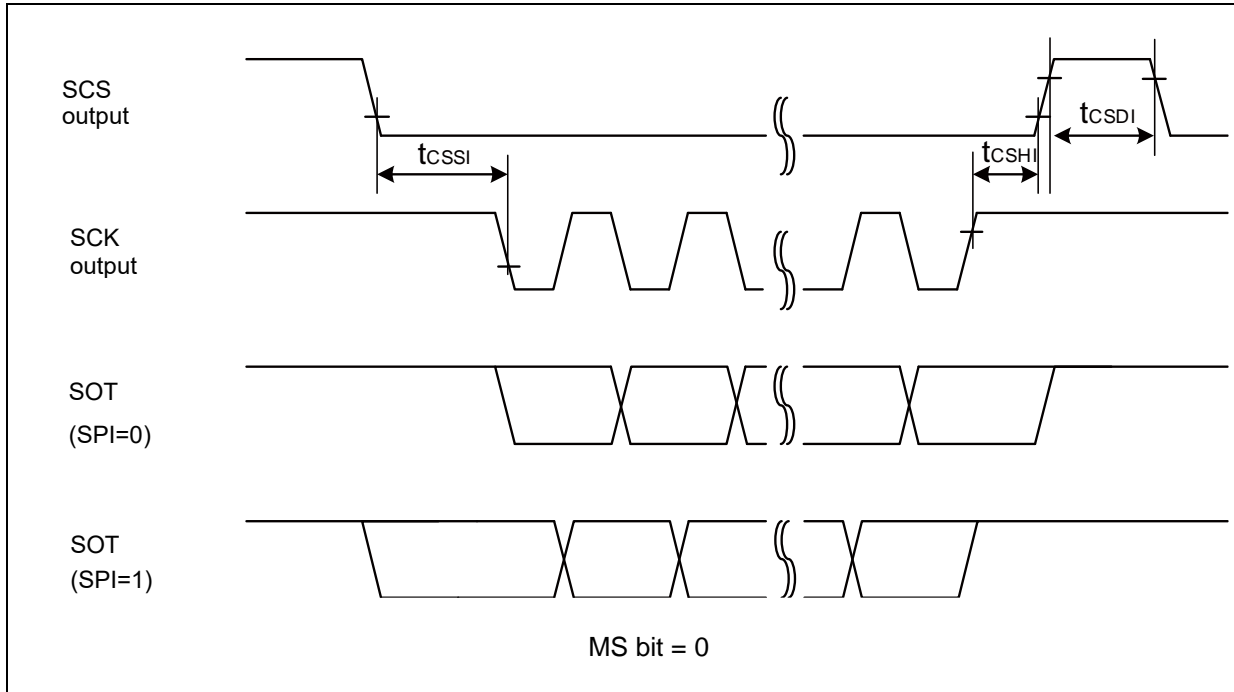 SCS
output
tCSSI
tCSHI
tCSDI
SCK
output
SOT
(SPI=0)
SOT
(SPI=1)
MS bit = 0